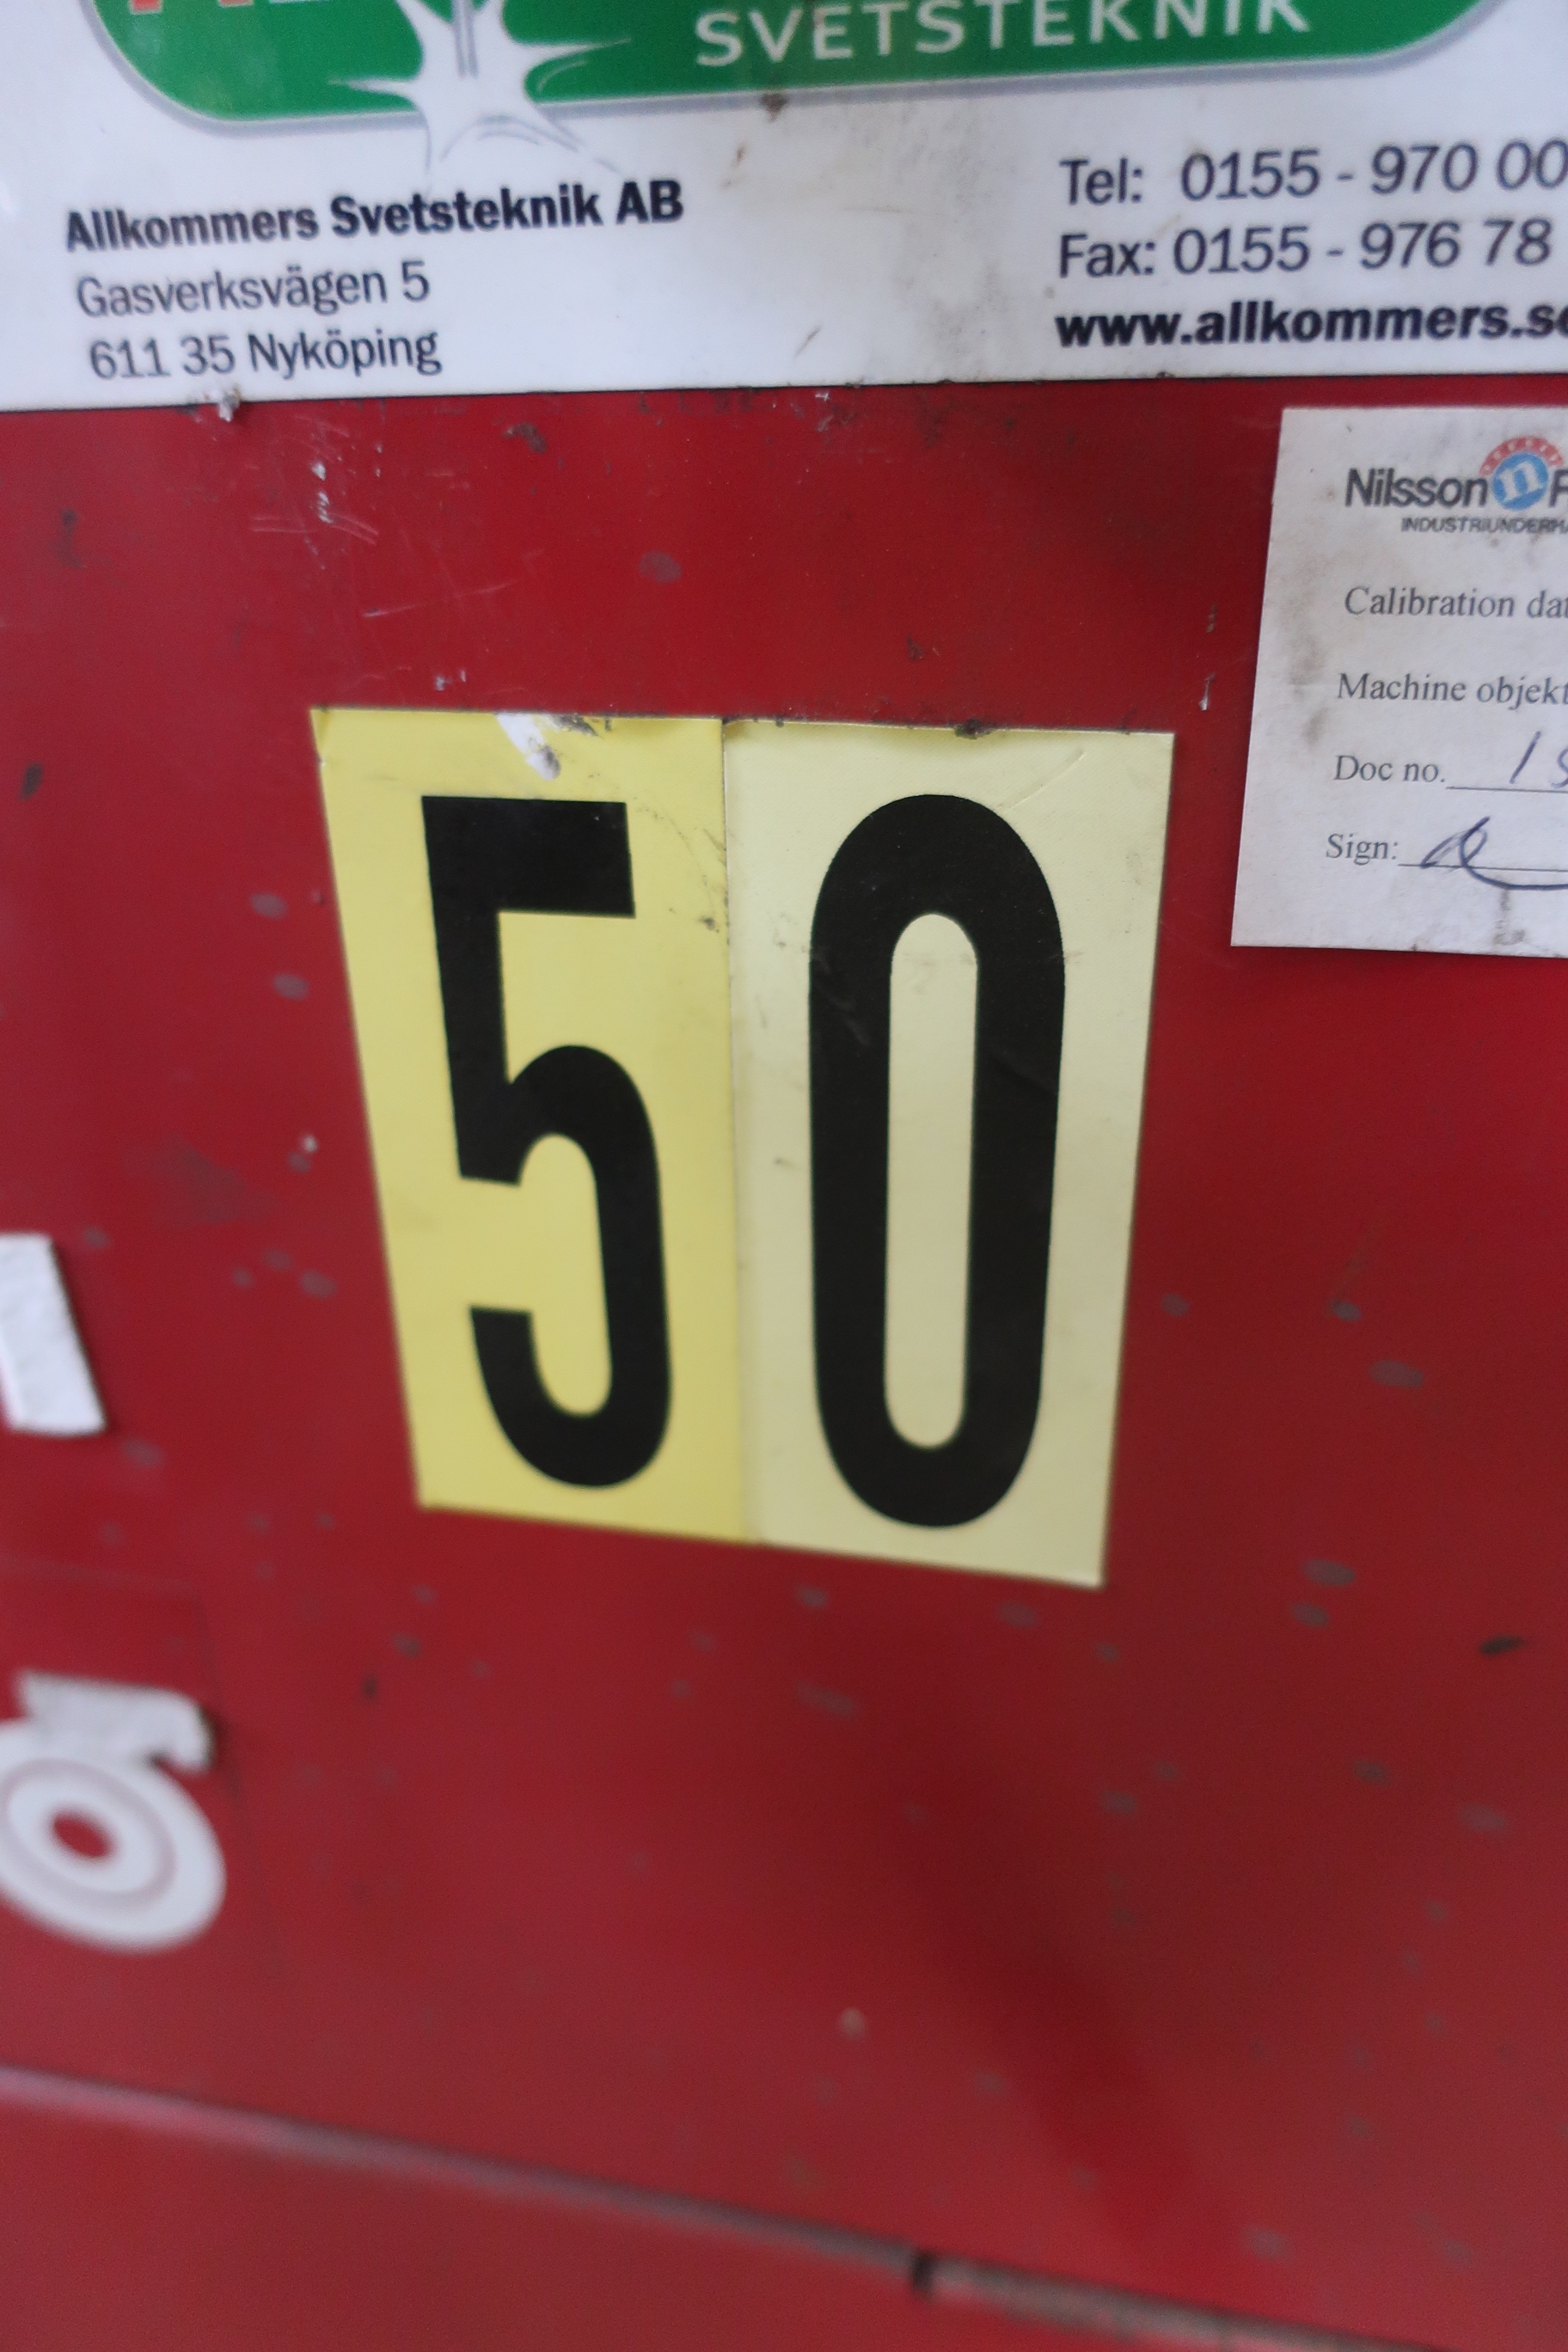 SVETSTEKNIK
Allkommers Svetsteknik AB
Gasverksvägen 5
611 35 Nyköping
Tel: 0155 - 970 00
Fax: 0155 - 976 78
www.allkommers.se
Nilsson
Calibration
Machine objekt
Doc no.
Sign:
50